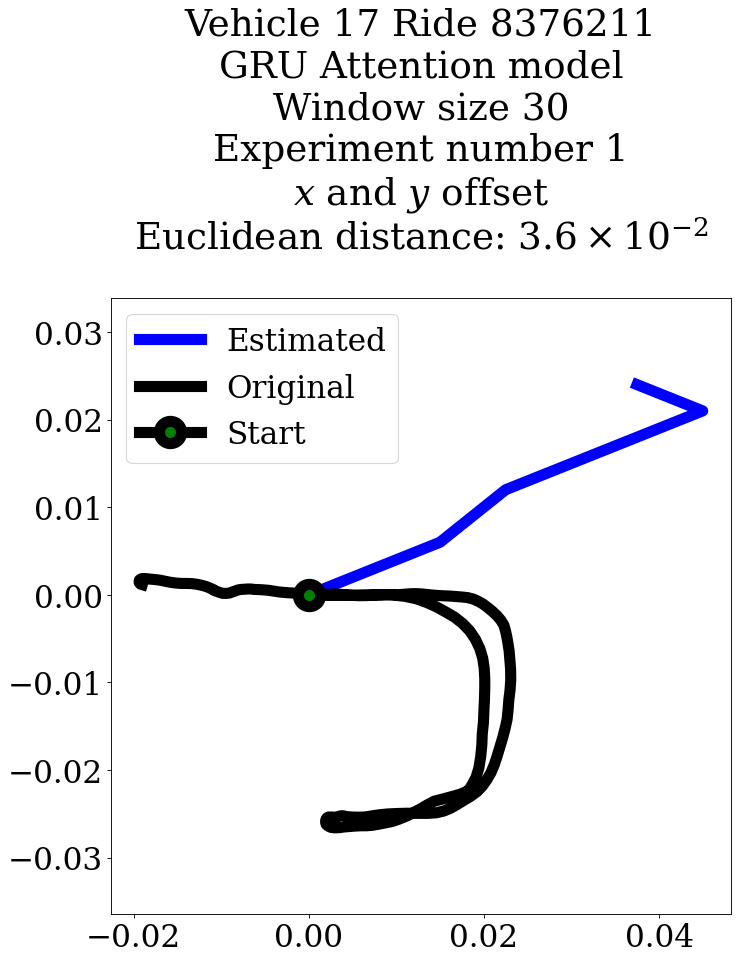 Vehicle 17 Ride 8376211
GRU Attention model
Window size 30
Experiment number 1
x and y offset
Euclidean distance: 3.6 × 10⁻²
Estimated
Original
Start
0.03
0.02
0.01
0.00
−0.01
−0.02
−0.03
−0.02 0.00 0.02 0.04